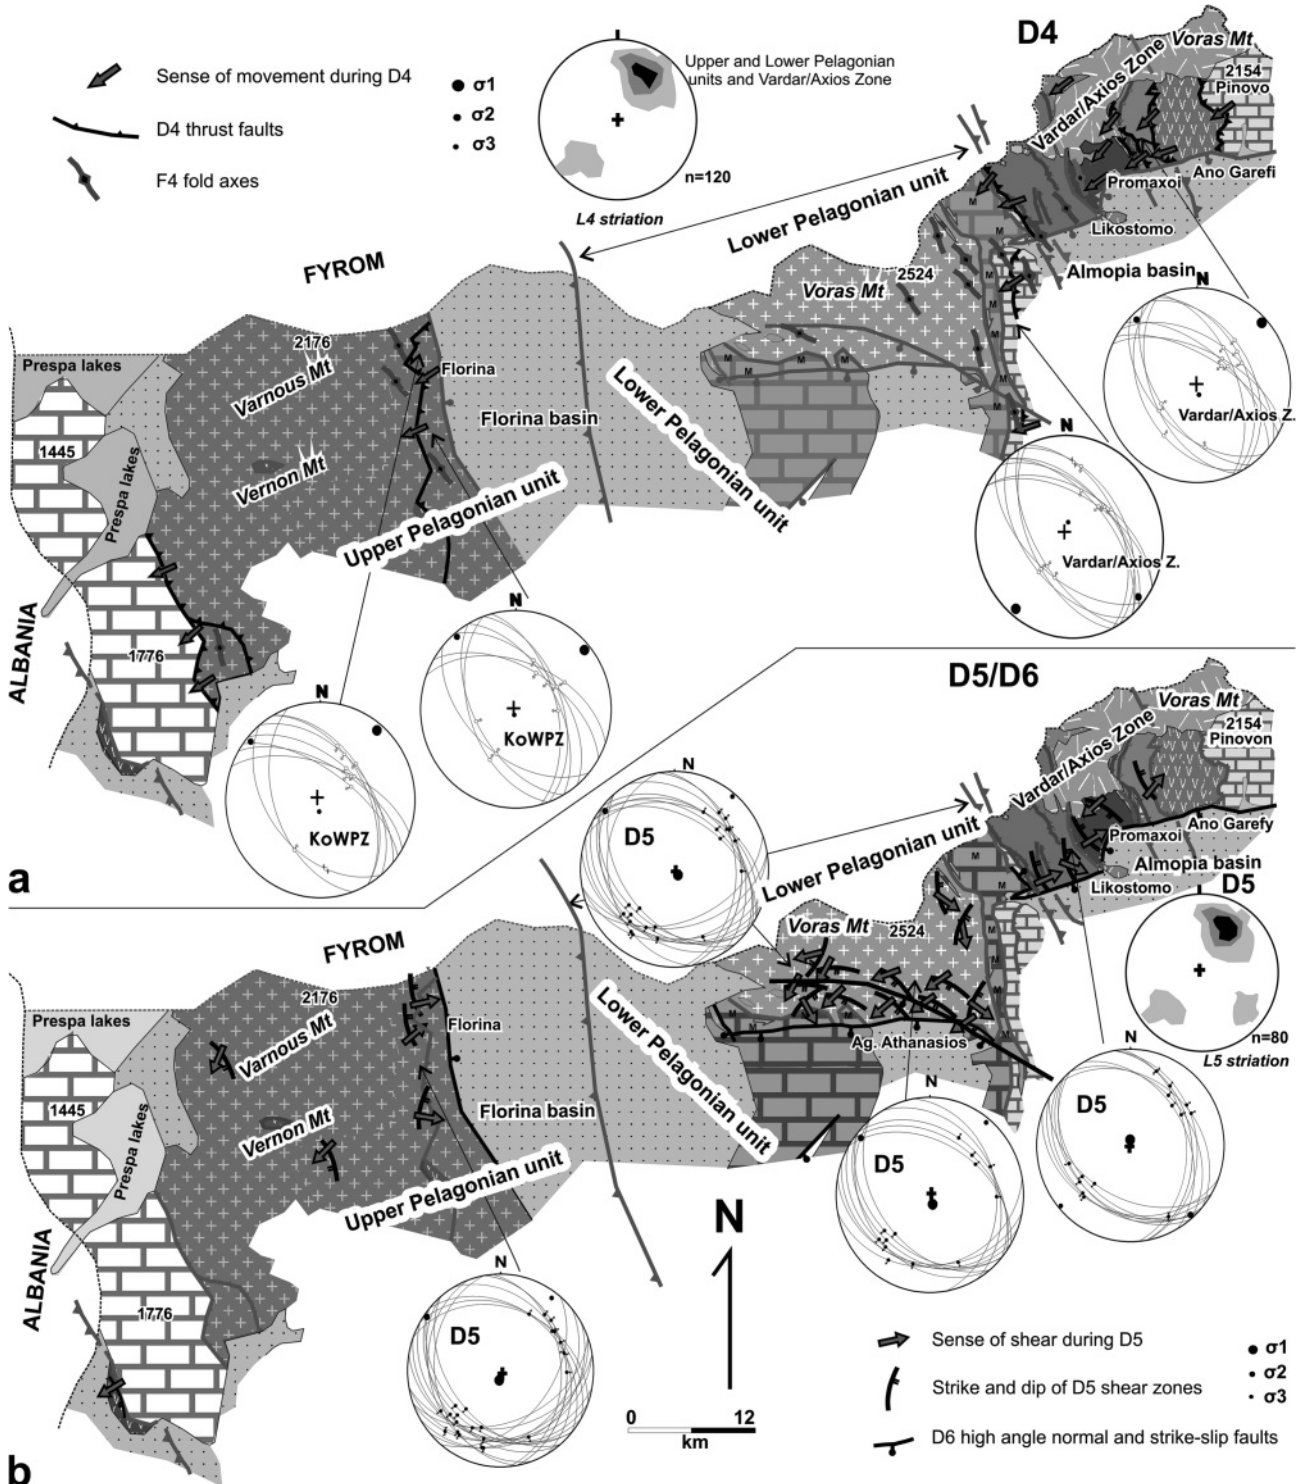 D4
Sense of movement during D4
D4 thrust faults
F4 fold axes
σ1
σ2
σ3
Upper and Lower Pelagonian
units and Vardar/Axios Zone
n=120
L4 striation
Voras Mt
2154
Pinovo
Vardar/Axios Zone
Ano Garefi
Promaxoi
Likostomo
Almopia basin
Lower Pelagonian unit
FYROM
2524
Voras Mt
M
M
M
M
M
M
M
M
M
Prespa lakes
2176
Varnous Mt
Florina
Florina basin
Lower Pelagonian unit
1445
Prespa lakes
Vernon Mt
Upper Pelagonian unit
N
Vardar/Axios Z.
N
Vardar/Axios Z.
ALBANIA
1776
N
KoWPZ
N
KoWPZ
a
D5/D6
Voras Mt
2154
Pinovon
Vardar/Axios Zone
Ano Garefy
Promaxoi
Almopia basin
Likostomo
D5
n=80
L5 striation
N
D5
Lower Pelagonian unit
FYROM
Voras Mt
2524
M
M
M
M
M
M
M
M
Ag. Athanasios
Prespa lakes
2176
Varnous Mt
Florina
Florina basin
Lower Pelagonian unit
1445
Prespa lakes
Vernon Mt
Upper Pelagonian unit
N
D5
N
D5
ALBANIA
1776
N
D5
N
0 12
km
Sense of shear during D5
Strike and dip of D5 shear zones
D6 high angle normal and strike-slip faults
σ1
σ2
σ3
b